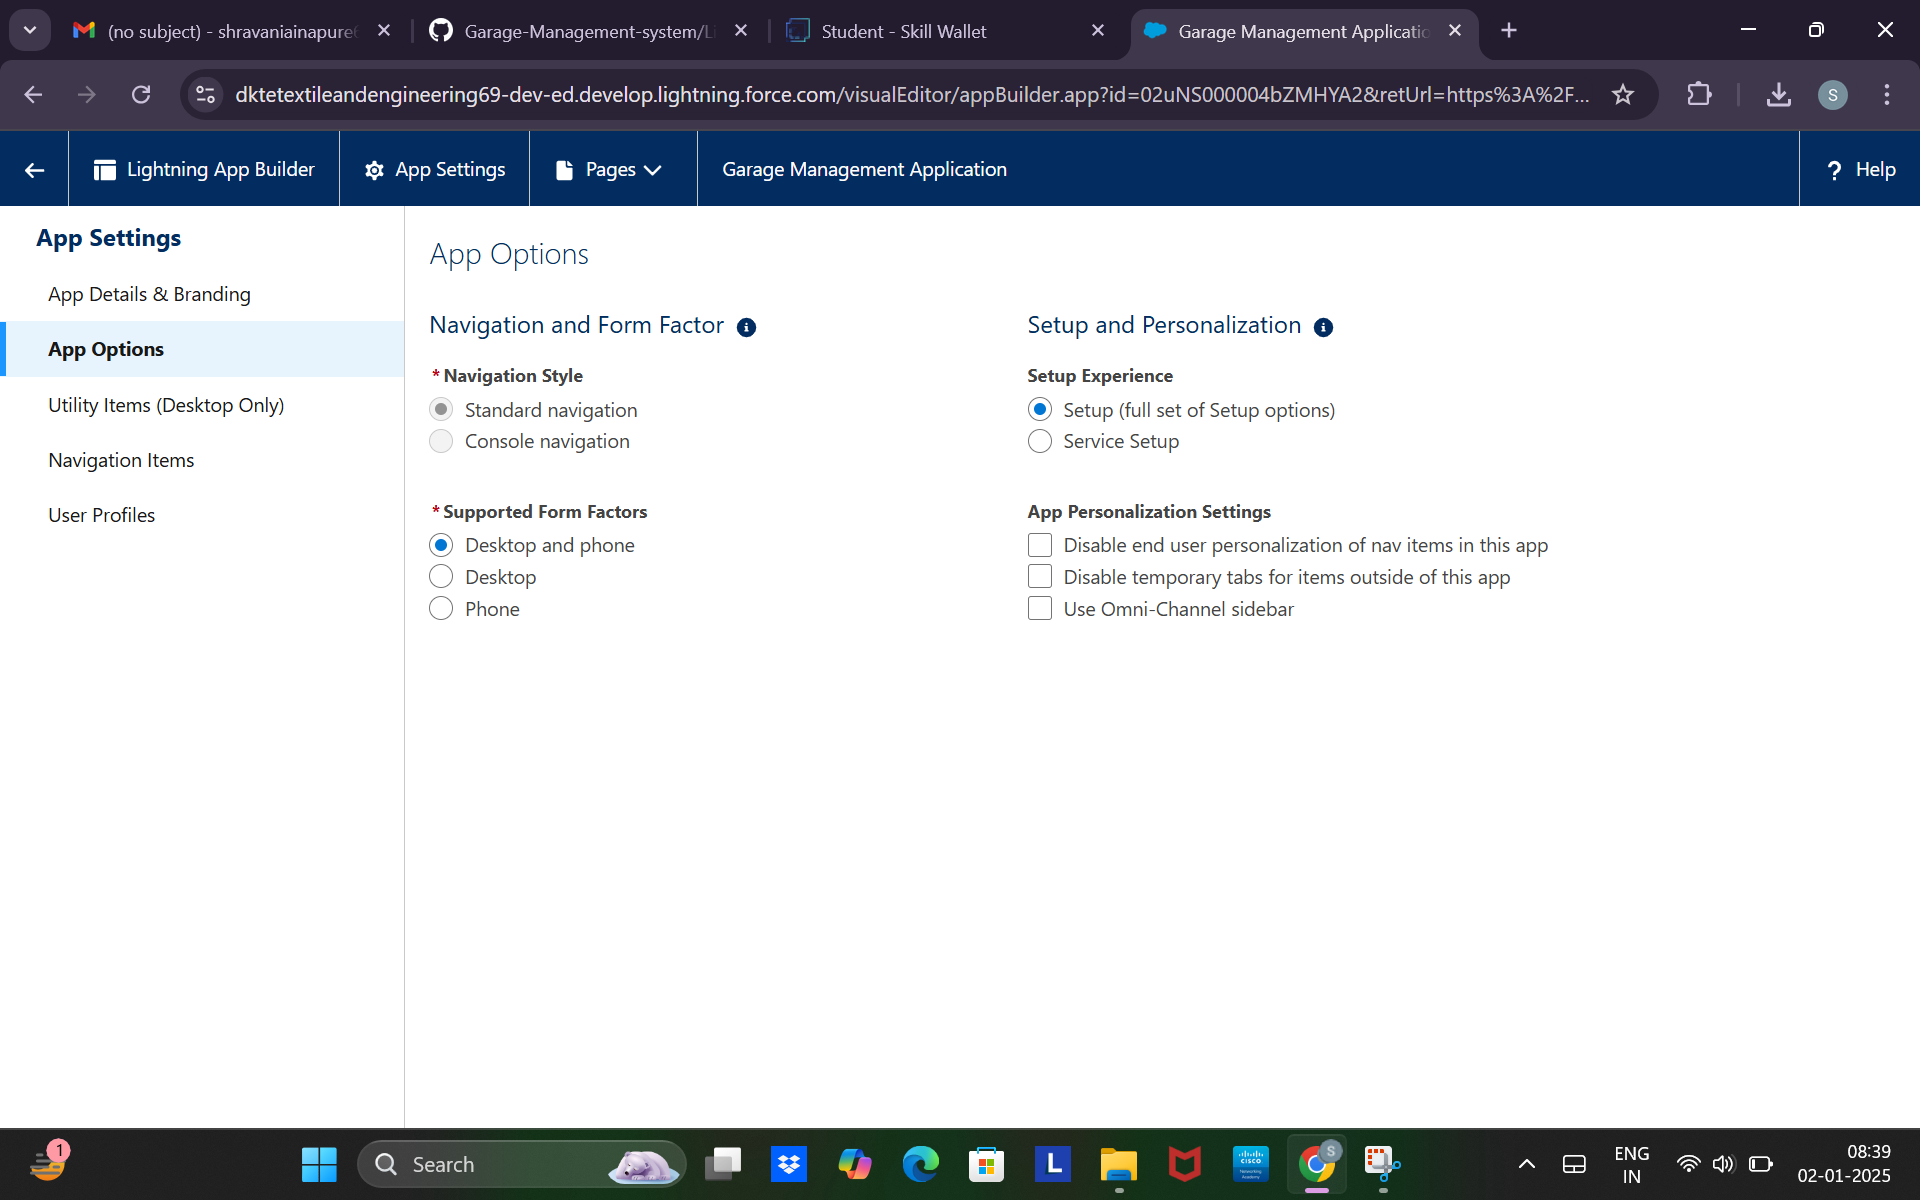 (no subject) - shravaniainapure
Garage-Management-system/Li
Student - Skill Wallet
Garage Management Applicatio
dktetextileandengineering69-dev-ed.develop.lightning.force.com/visualEditor/appBuilder.app?id=02uNS000004bZMHYA2&retUrl=https%3A%2F...
S
Lightning App Builder
App Settings
Pages
Garage Management Application
? Help
App Settings
App Details & Branding
App Options
Utility Items (Desktop Only)
Navigation Items
User Profiles
App Options
Navigation and Form Factor
*Navigation Style
Standard navigation
Console navigation
*Supported Form Factors
Desktop and phone
Desktop
Phone
Setup and Personalization
Setup Experience
Setup (full set of Setup options)
Service Setup
App Personalization Settings
Disable end user personalization of nav items in this app
Disable temporary tabs for items outside of this app
Use Omni-Channel sidebar
1
Search
L
CISCO
S
ENG
IN
08:39
02-01-2025